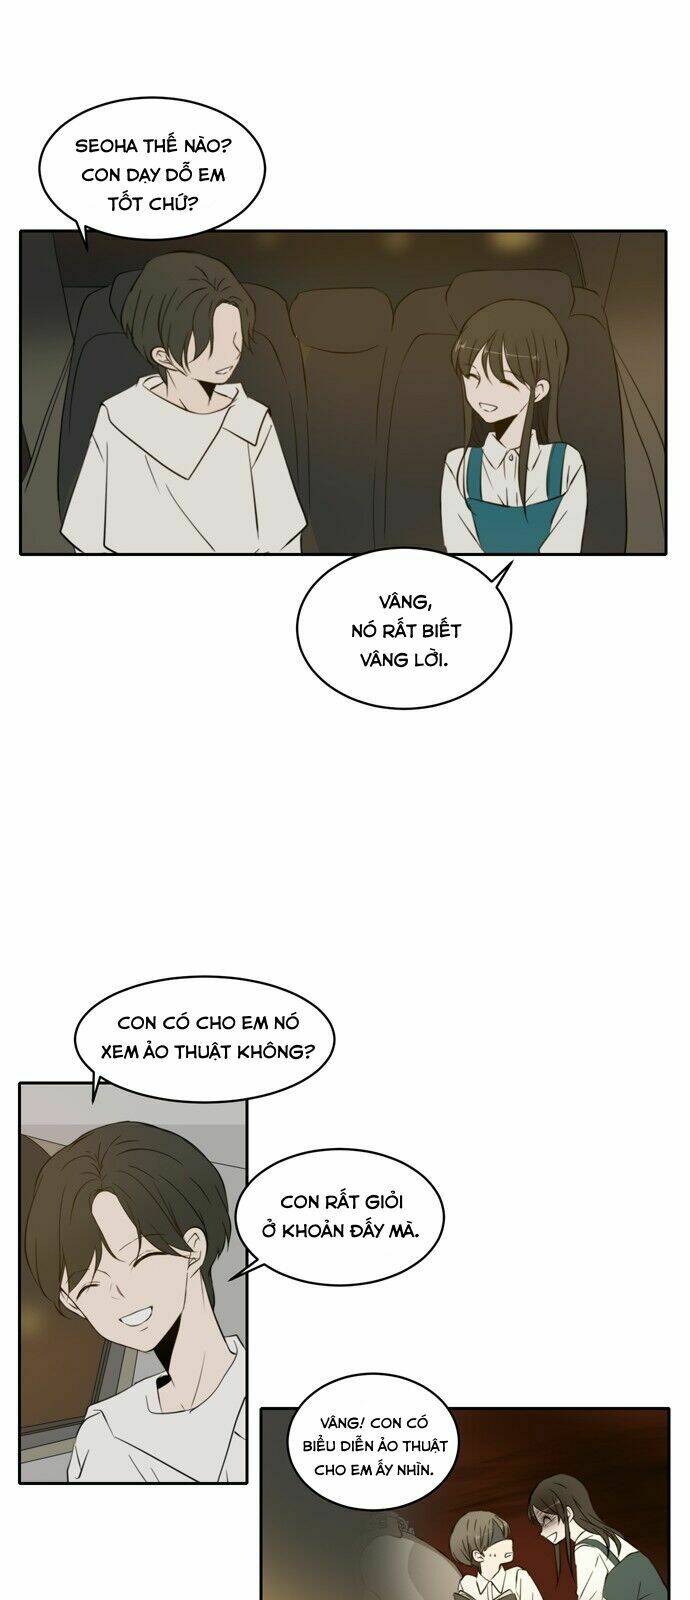 SEOHA THẾ NÀO?
CON DẠY DỖ EM
TỐT CHỨ?
VÂNG,
NÓ RẤT BIẾT
VÂNG LỜI.
CON CÓ CHO EM NÓ
XEM ẢO THUẬT KHÔNG?
CON RẤT GIỎI
Ở KHOẢN ĐẤY MÀ.
VÂNG! CON CÓ
BIỂU DIỄN ẢO THUẬT
CHO EM ẤY NHÌN.